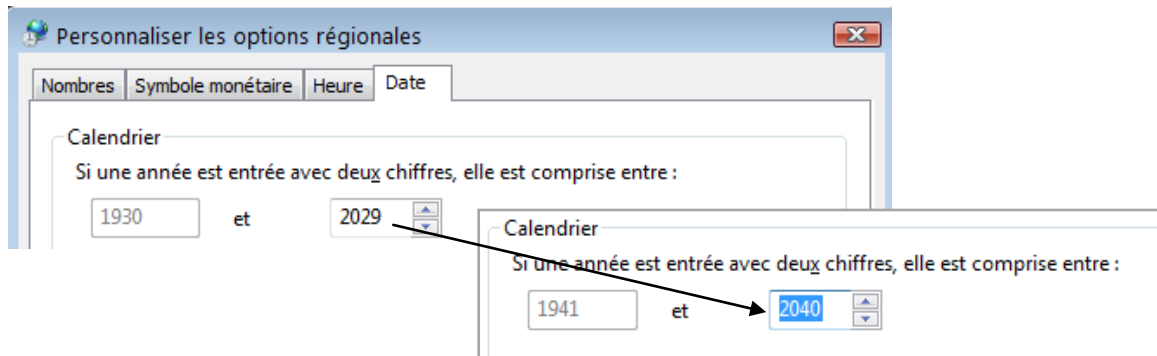 Personnaliser les options régionales
Nombres Symbole monétaire Heure Date
Calendrier
Si une année est entrée avec deux chiffres, elle est comprise entre :
1930 et 2029
Calendrier
Si une année est entrée avec deux chiffres, elle est comprise entre :
1941 et 2040